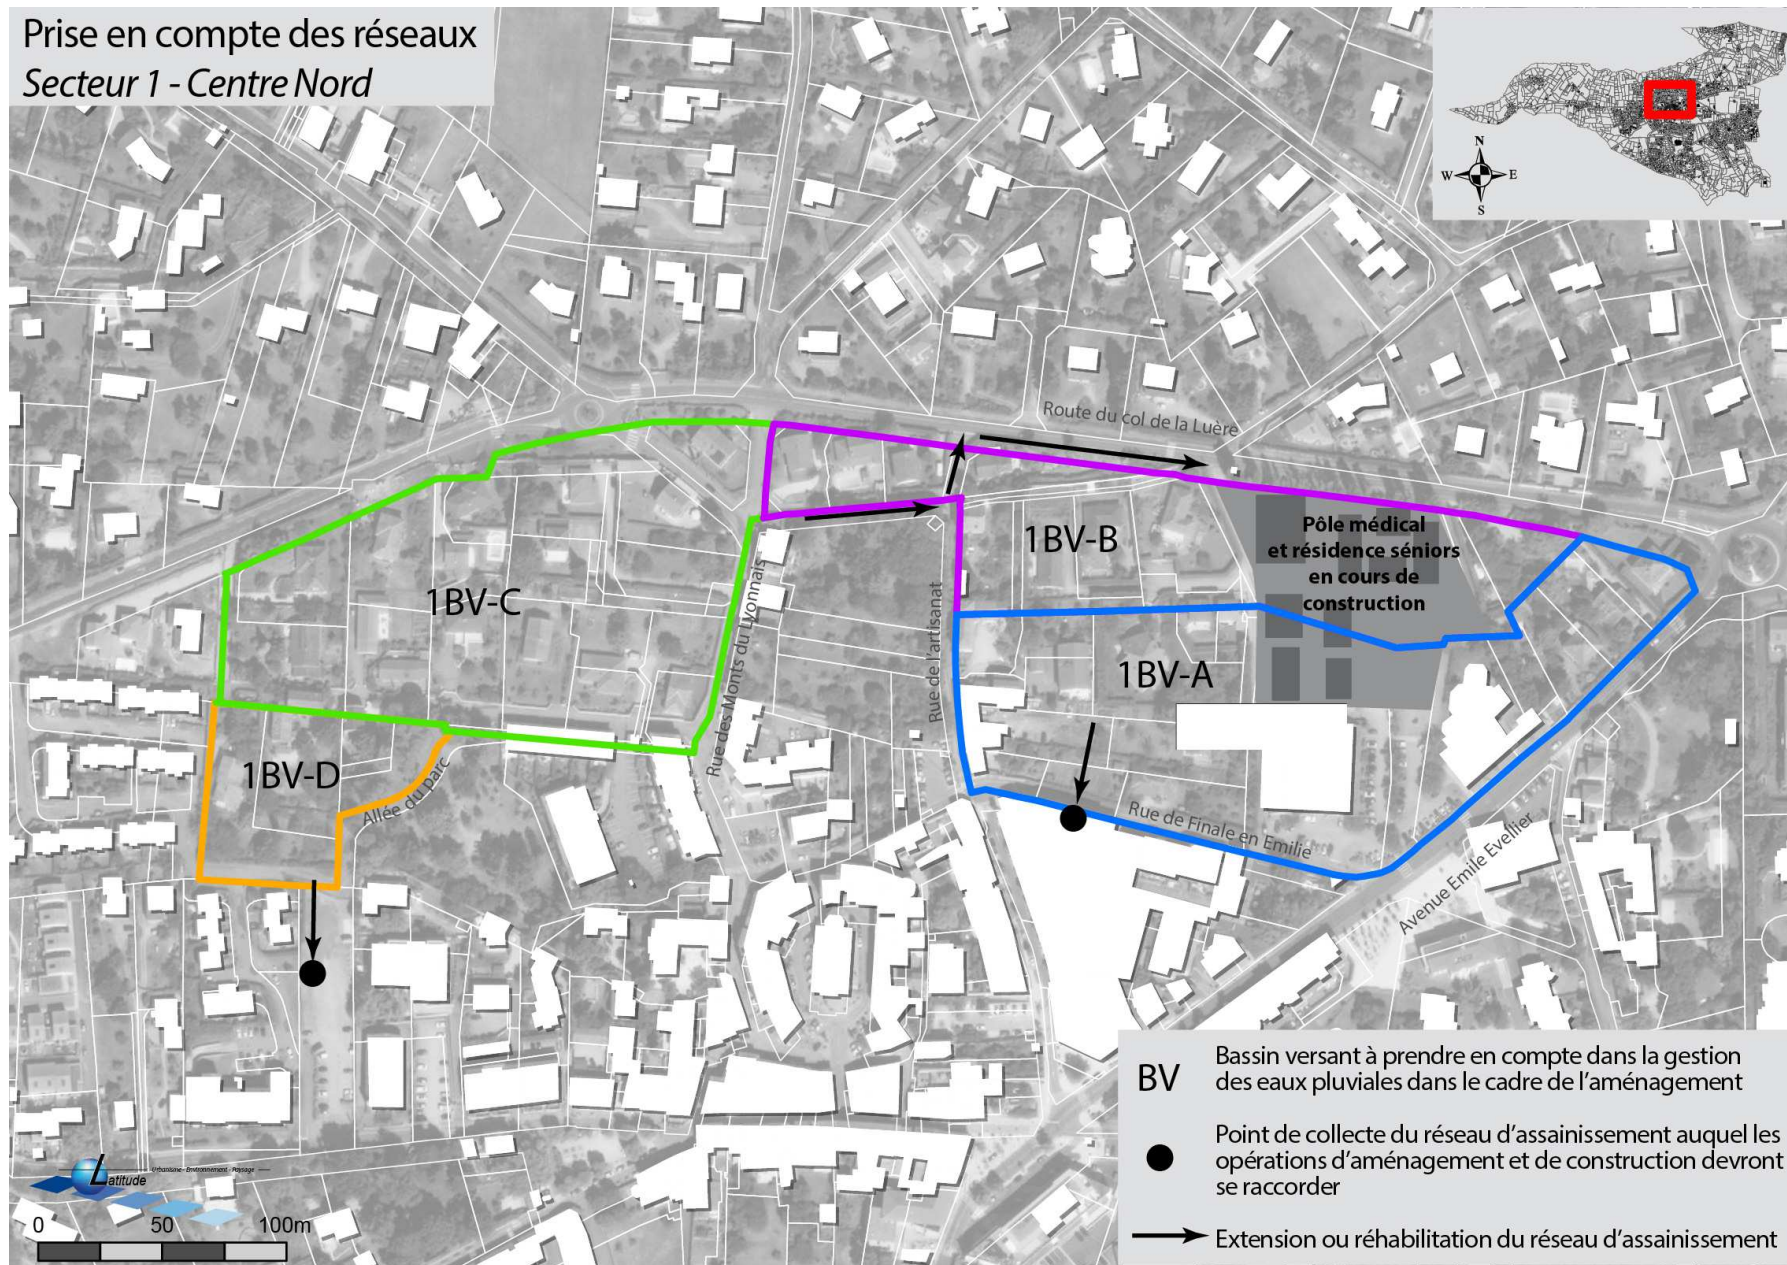 Prise en compte des réseaux
Secteur 1 - Centre Nord
N
W E
S
Route du col de la Luère
1BV-B
Pôle médical
et résidence séniors
en cours de
construction
1BV-C
Rue des Monts du Lyonnais
Rue de l'artisanat
1BV-A
1BV-D
Allée du parc
Rue de Finale en Emilie
Avenue Emile Evellier
BV
Bassin versant à prendre en compte dans la gestion
des eaux pluviales dans le cadre de l'aménagement
Point de collecte du réseau d'assainissement auquel les
opérations d'aménagement et de construction devront
se raccorder
Extension ou réhabilitation du réseau d'assainissement
Urbanisme - Environnement - Paysage
Latitude
0 50 100m